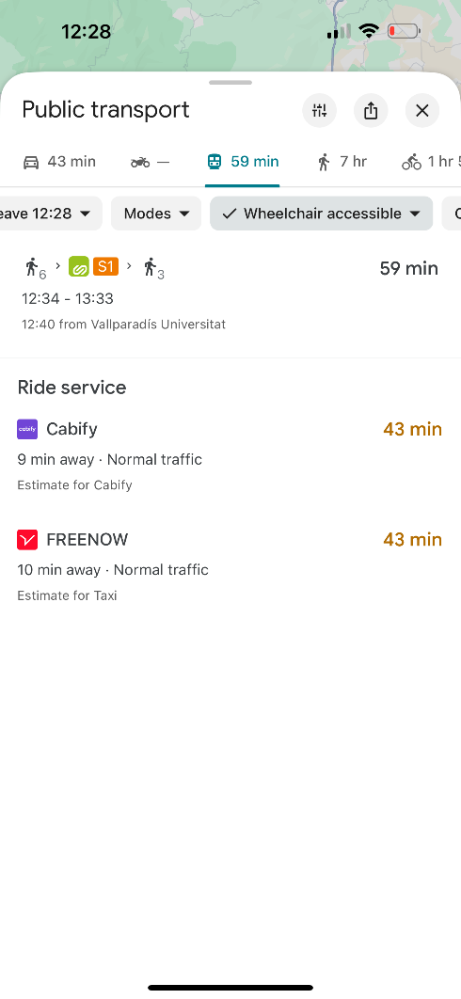 12:28
Public transport
43 min
—
59 min
7 hr
1 hr
eave 12:28
Modes
Wheelchair accessible
6 S1 3 59 min
12:34 - 13:33
12:40 from Vallparadís Universitat
Ride service
cabify Cabify 43 min
9 min away · Normal traffic
Estimate for Cabify
FREENOW 43 min
10 min away · Normal traffic
Estimate for Taxi